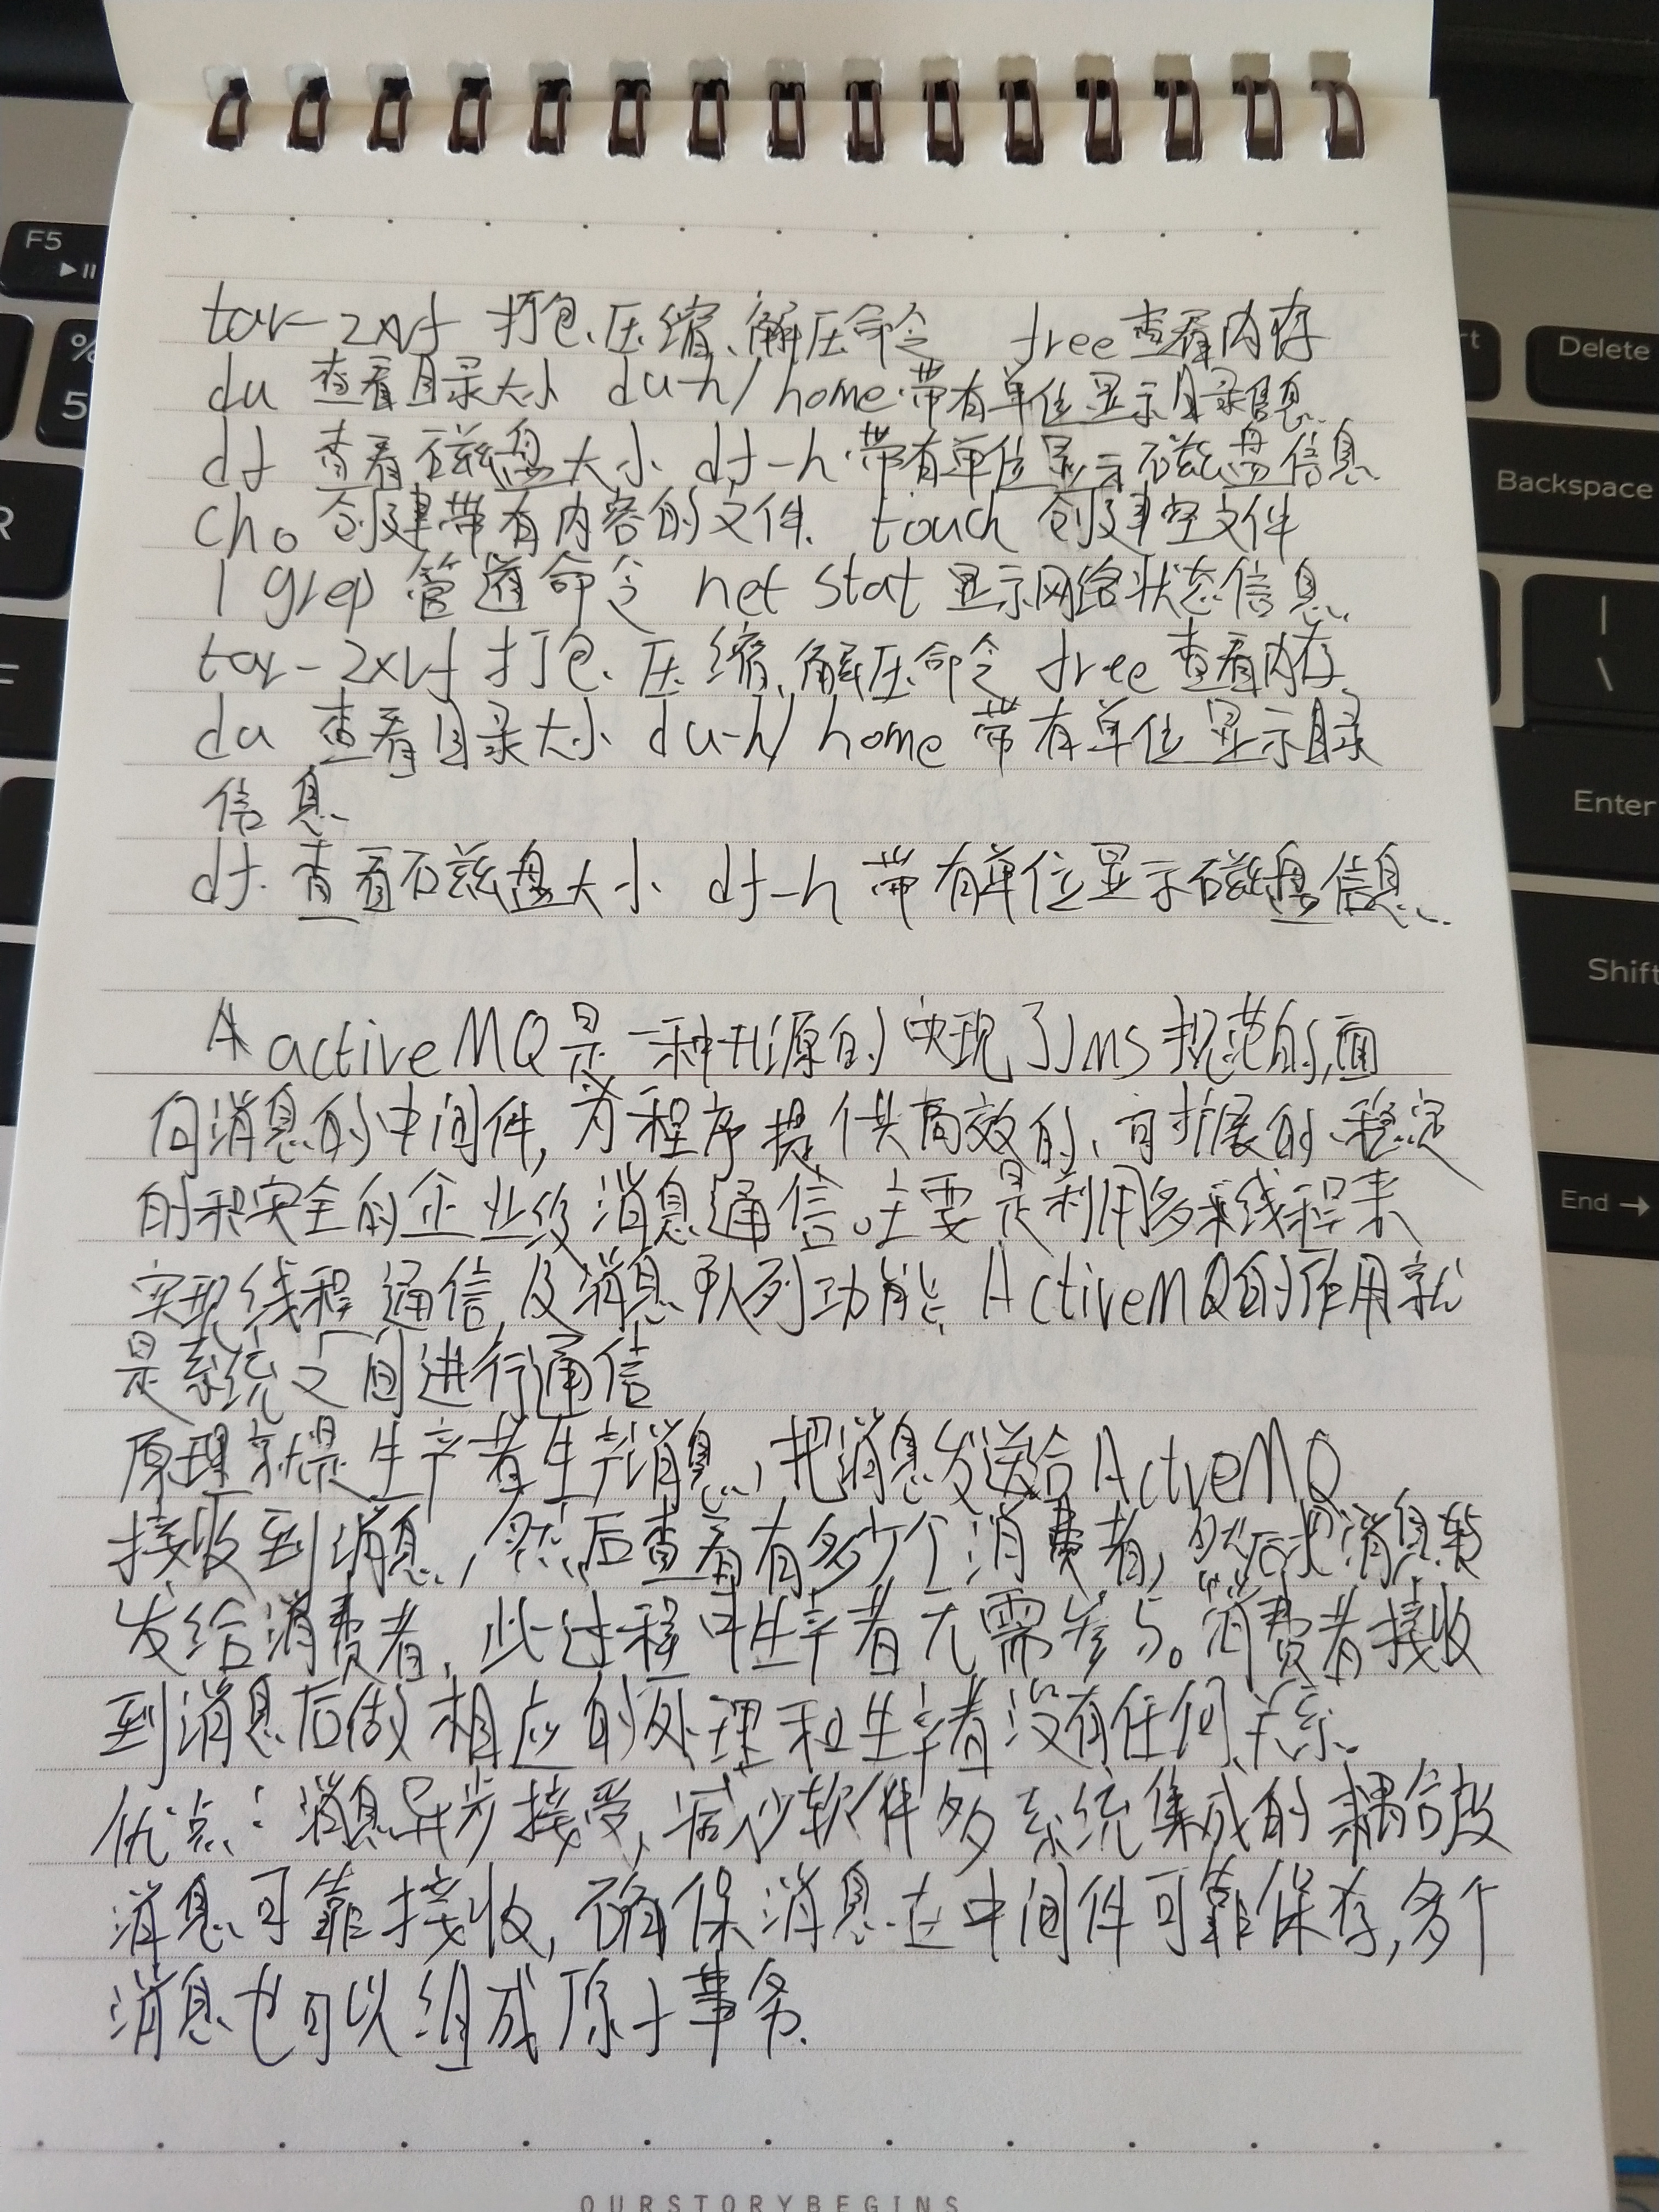 tar-zxvf 打包、压缩、解压命令 free查看内存
du 查看目录大小 du-h/home 带有单位显示目录信息
df 查看磁盘大小 df-h 带有单位显示磁盘信息
cho 创建带有内容的文件. touch 创建空文件
| grep 管道命令 net stat 显示网络状态信息
tar-zxvf 打包、压缩、解压命令 free 查看内存
du 查看目录大小 du-h/home 带有单位显示目录
信息
df 查看磁盘大小 df-h 带有单位显示磁盘信息
activeMQ是一种开源的实现了Jms规范的,面
向消息的中间件,为程序提供高效的、可扩展的、稳定
的和安全的企业级消息通信。主要是利用多来线程来
实现线程通信及消息队列功能, ActiveMQ的作用就
是系统之间进行通信
原理就是生产者生产消息,把消息发送给ActiveMQ
接收到消息,然后查看有多少个消费者,然后把消息转
发给消费者,此过程中生产者无需参与。消费者接收
到消息后做相应的处理和生产者没有任何关系。
优点:消息异步接受,减少软件多系统集成的耦合度
消息可靠接收,确保消息在中间件可靠保存,多个
消息也可以组成原子事务.
F5
%
5
R
Delete
Backspace
|
\
Enter
Shift
End →
OURSTORYBEGINS